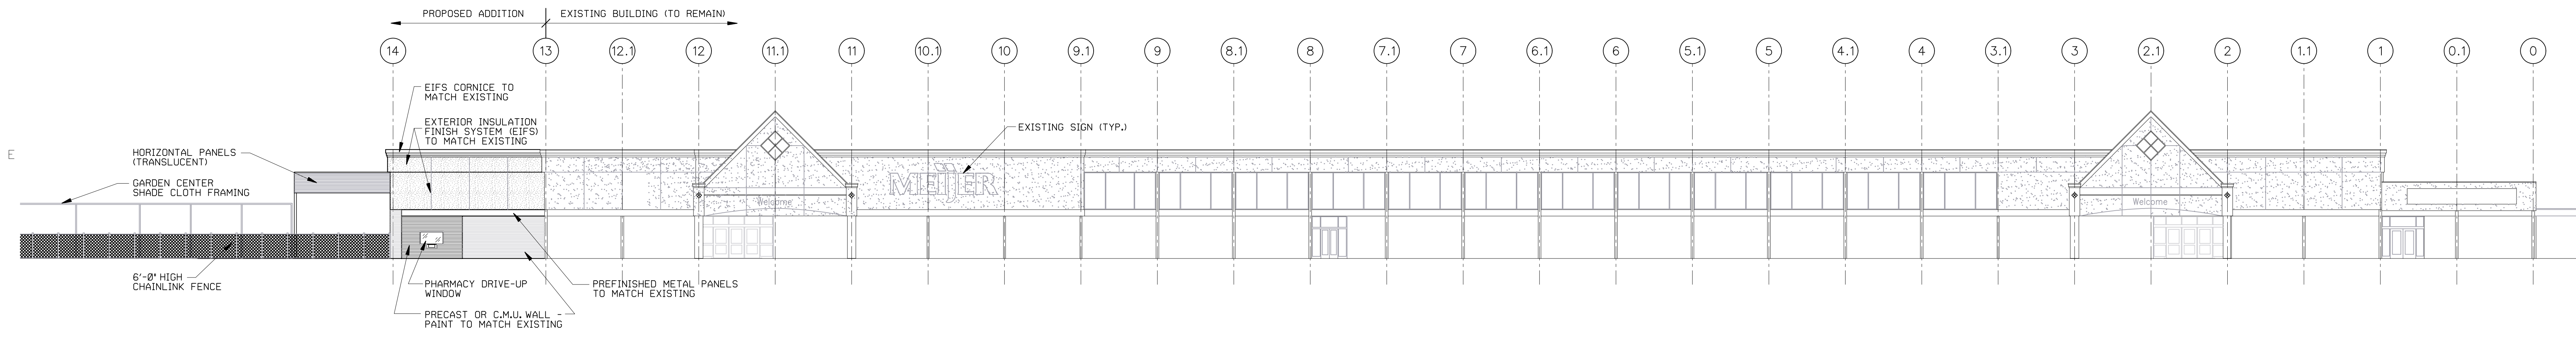 PROPOSED ADDITION
EXISTING BUILDING (TO REMAIN)
14 13 12.1 12 11.1 11 10.1 10 9.1 9 8.1 8 7.1 7 6.1 6 5.1 5 4.1 4 3.1 3 2.1 2 1.1 1 0.1 0
EIFS CORNICE TO
MATCH EXISTING
EXTERIOR INSULATION
FINISH SYSTEM (EIFS)
TO MATCH EXISTING
EXISTING SIGN (TYP.)
E
HORIZONTAL PANELS
(TRANSLUCENT)
GARDEN CENTER
SHADE CLOTH FRAMING
MEIJER
Welcome
Welcome
6'-0" HIGH
CHAINLINK FENCE
PHARMACY DRIVE-UP
WINDOW
PREFINISHED METAL PANELS
TO MATCH EXISTING
PRECAST OR C.M.U. WALL -
PAINT TO MATCH EXISTING